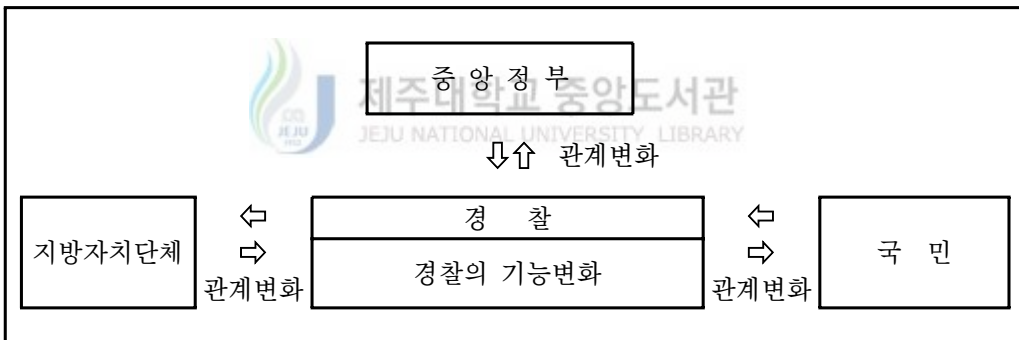 중 앙 정 부
제주대학교 중앙도서관
JEJU NATIONAL UNIVERSITY LIBRARY
JEJU
1952
⇩⇧ 관계변화
지방자치단체
⇦
⇨
관계변화
경 찰
경찰의 기능변화
⇦
⇨
관계변화
국 민